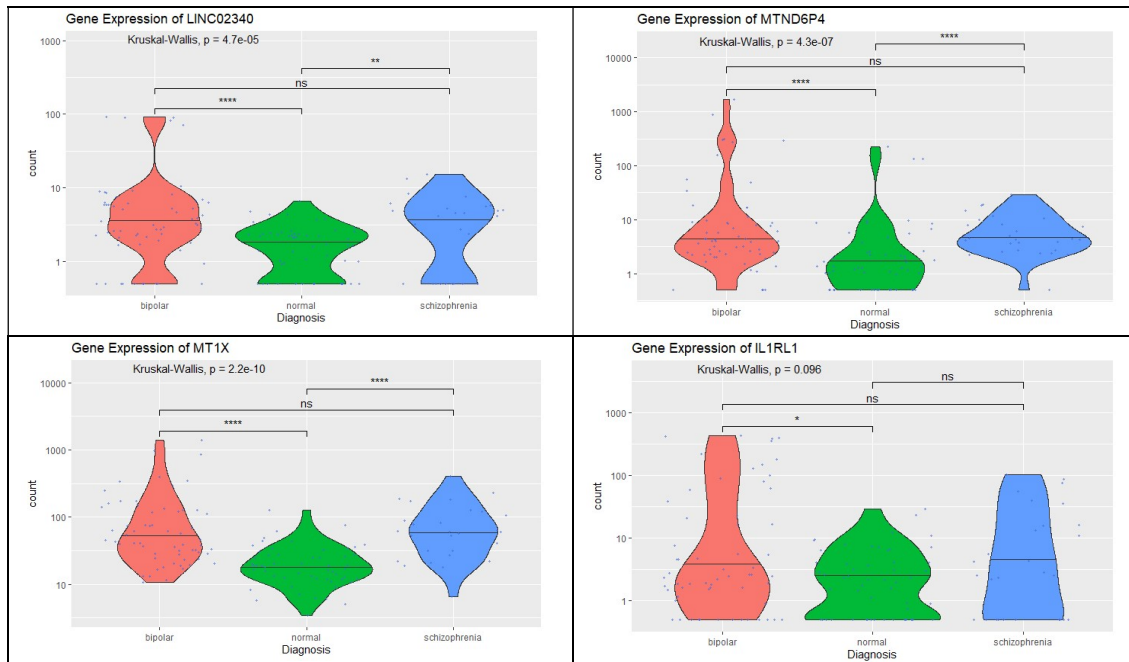 Gene Expression of LINC02340
Kruskal-Wallis, p = 4.7e-05
1000
100
10
1
count
**
ns
****
bipolar normal schizophrenia
Diagnosis
Gene Expression of MTND6P4
Kruskal-Wallis, p = 4.3e-07
10000
1000
100
10
1
count
****
ns
****
bipolar normal schizophrenia
Diagnosis
Gene Expression of MT1X
Kruskal-Wallis, p = 2.2e-10
10000
1000
100
10
count
****
ns
****
bipolar normal schizophrenia
Diagnosis
Gene Expression of IL1RL1
Kruskal-Wallis, p = 0.096
1000
100
10
1
count
ns
ns
*
bipolar normal schizophrenia
Diagnosis